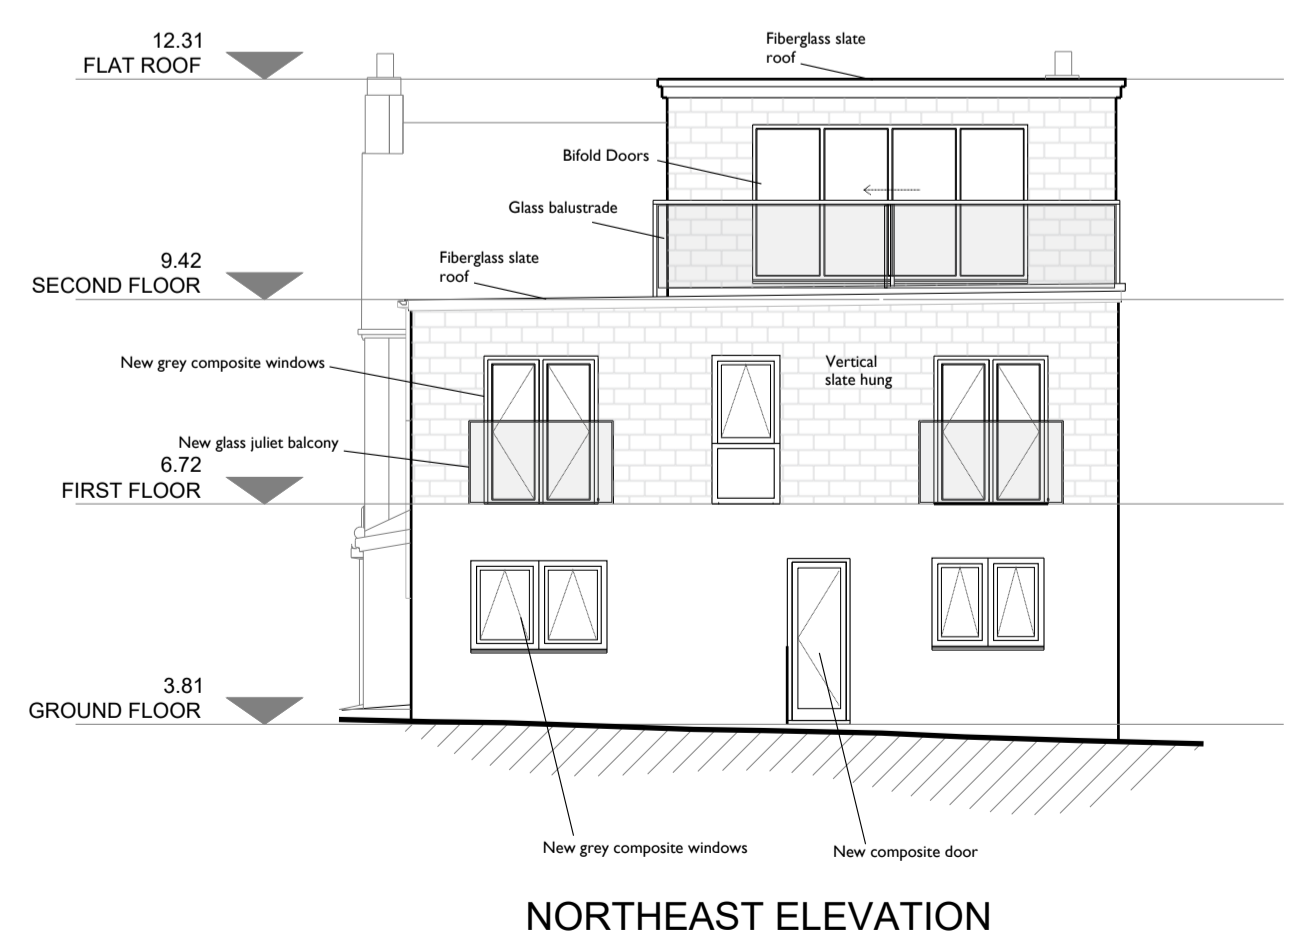 12.31
FLAT ROOF
Fiberglass slate
roof
Bifold Doors
Glass balustrade
9.42
SECOND FLOOR
Fiberglass slate
roof
New grey composite windows
Vertical
slate hung
New glass juliet balcony
6.72
FIRST FLOOR
3.81
GROUND FLOOR
New grey composite windows
New composite door
NORTHEAST ELEVATION